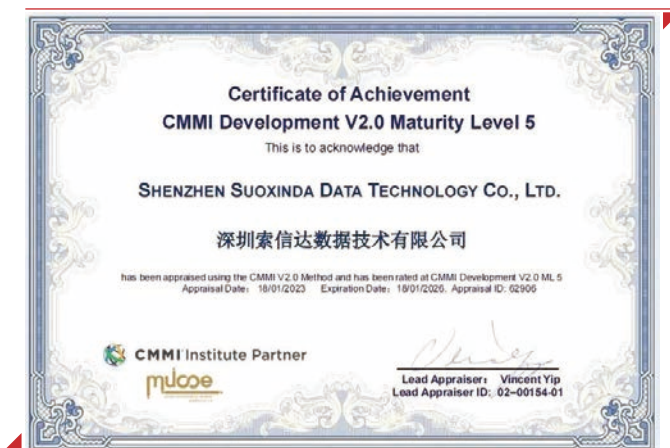 Certificate of Achievement
CMMI Development V2.0 Maturity Level 5
This is to acknowledge that
SHENZHEN SUOXINDA DATA TECHNOLOGY CO., LTD.
深圳索信达数据技术有限公司
has been appraised using the CMMI V2.0 Method and has been rated at CMMI Development V2.0 ML 5
Appraisal Date: 18/01/2023 Expiration Date: 18/01/2026. Appraisal ID: 62906
CMMI Institute Partner
Lead Appraiser: Vincent Yip
Lead Appraiser ID: 02-00154-01